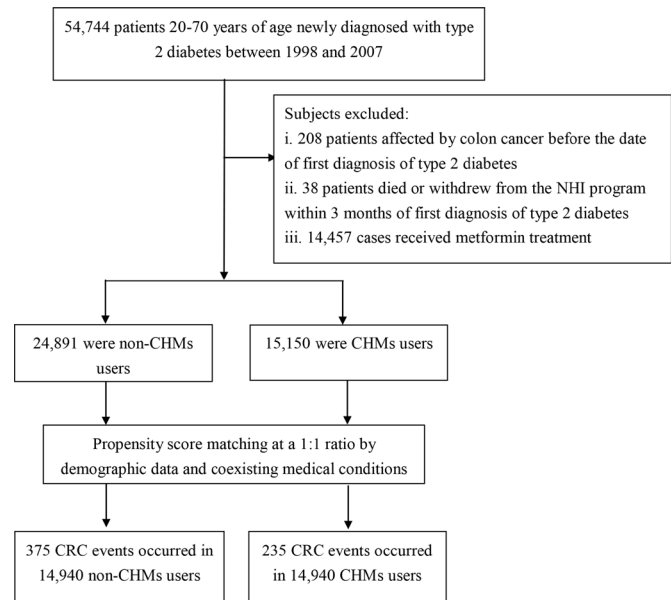 54,744 patients 20-70 years of age newly diagnosed with type
2 diabetes between 1998 and 2007
Subjects excluded:
i. 208 patients affected by colon cancer before the date
of first diagnosis of type 2 diabetes
ii. 38 patients died or withdrew from the NHI program
within 3 months of first diagnosis of type 2 diabetes
iii. 14,457 cases received metformin treatment
24,891 were non-CHMs
users
15,150 were CHMs users
Propensity score matching at a 1:1 ratio by
demographic data and coexisting medical conditions
375 CRC events occurred in
14,940 non-CHMs users
235 CRC events occurred
in 14,940 CHMs users